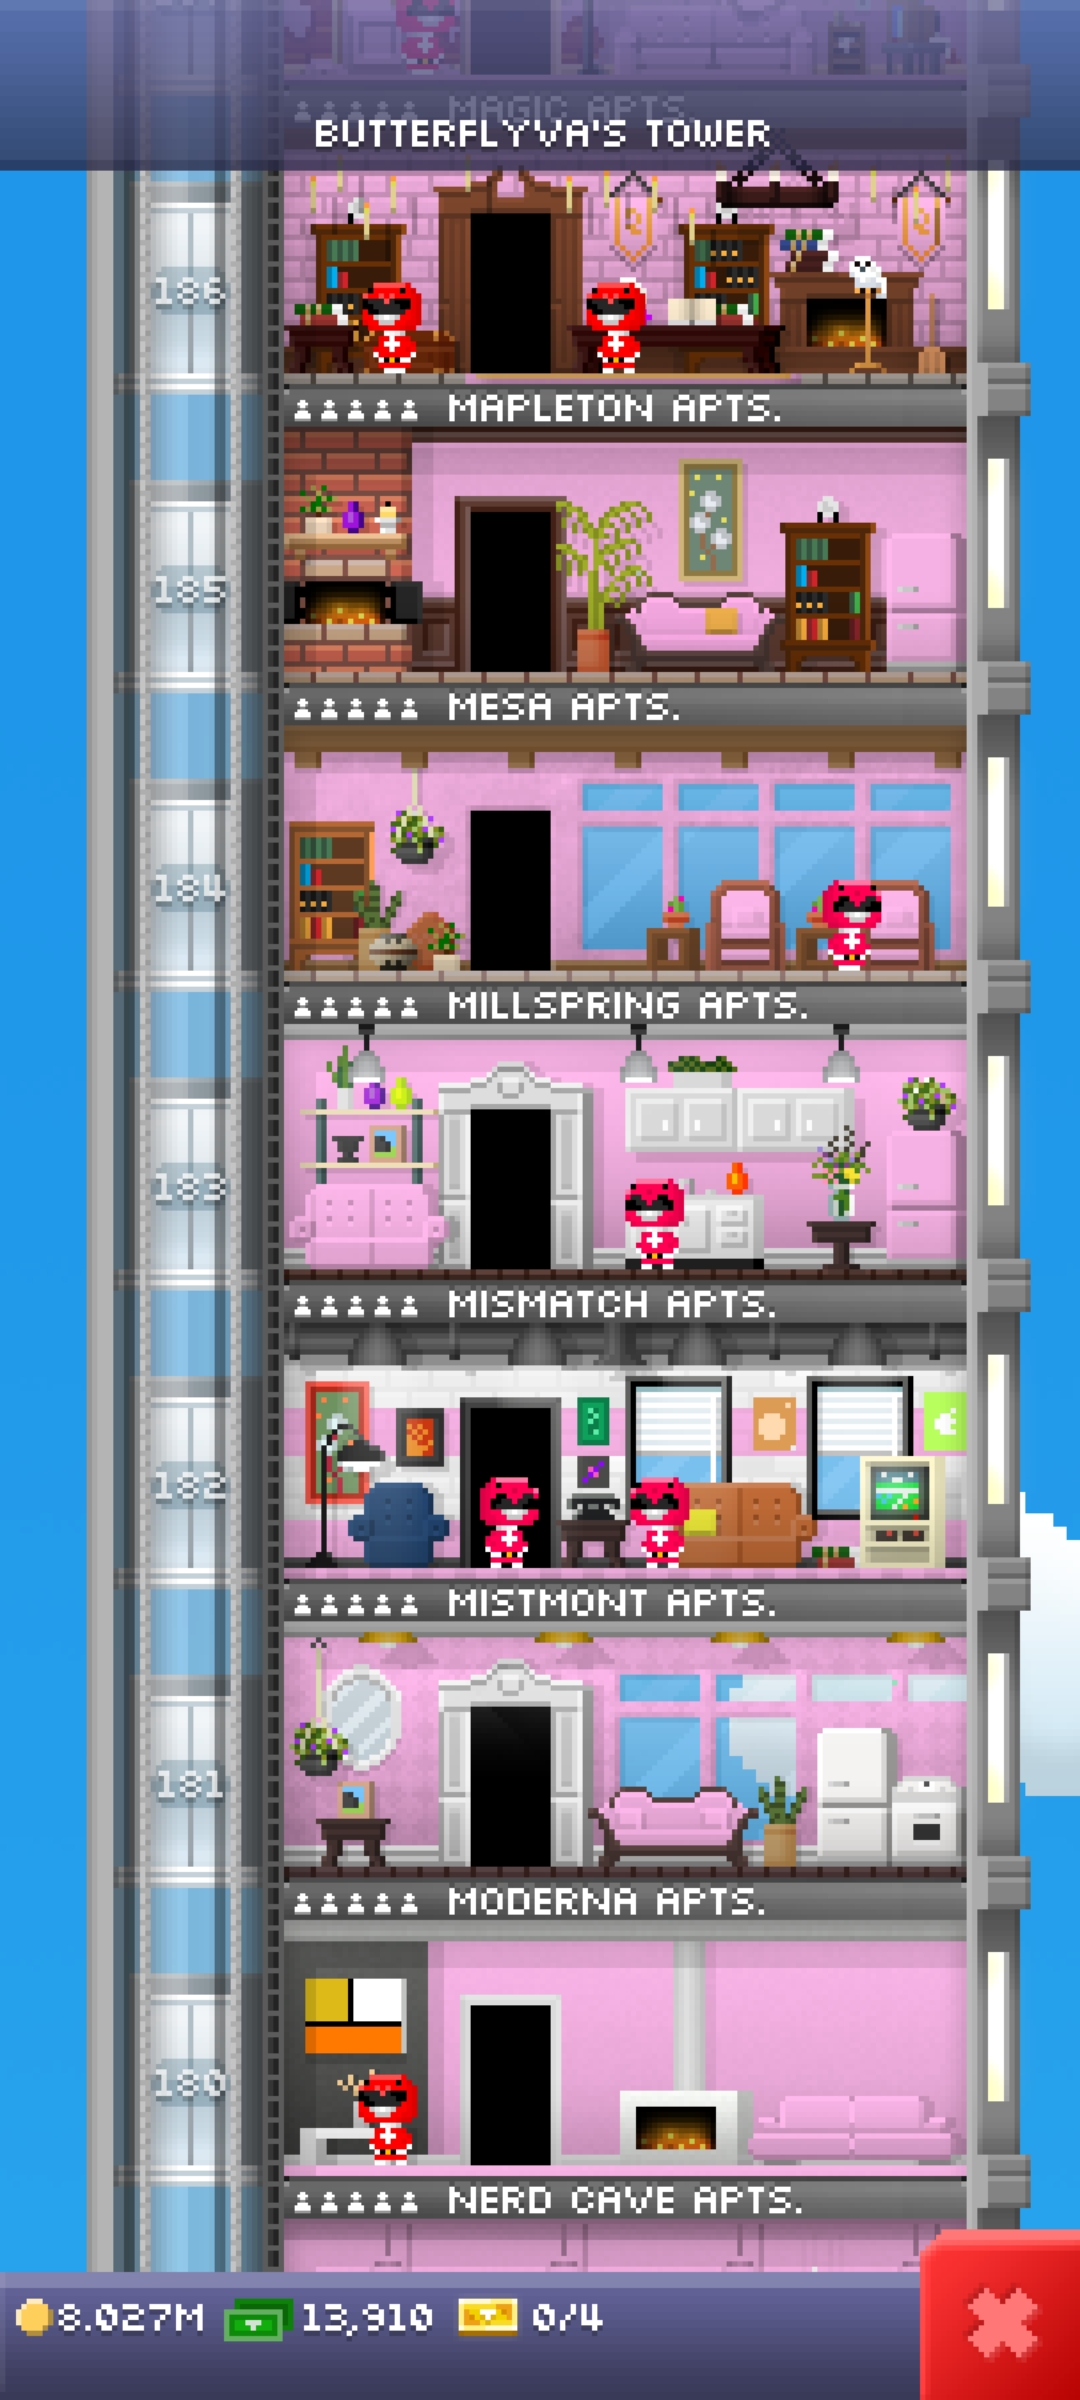 MAGIC APTS.
BUTTERFLYVA'S TOWER
186
MAPLETON APTS.
185
MESA APTS.
184
MILLSPRING APTS.
183
MISMATCH APTS.
182
MISTMONT APTS.
181
MODERNA APTS.
180
NERD CAVE APTS.
8.027M 13,910 0/4